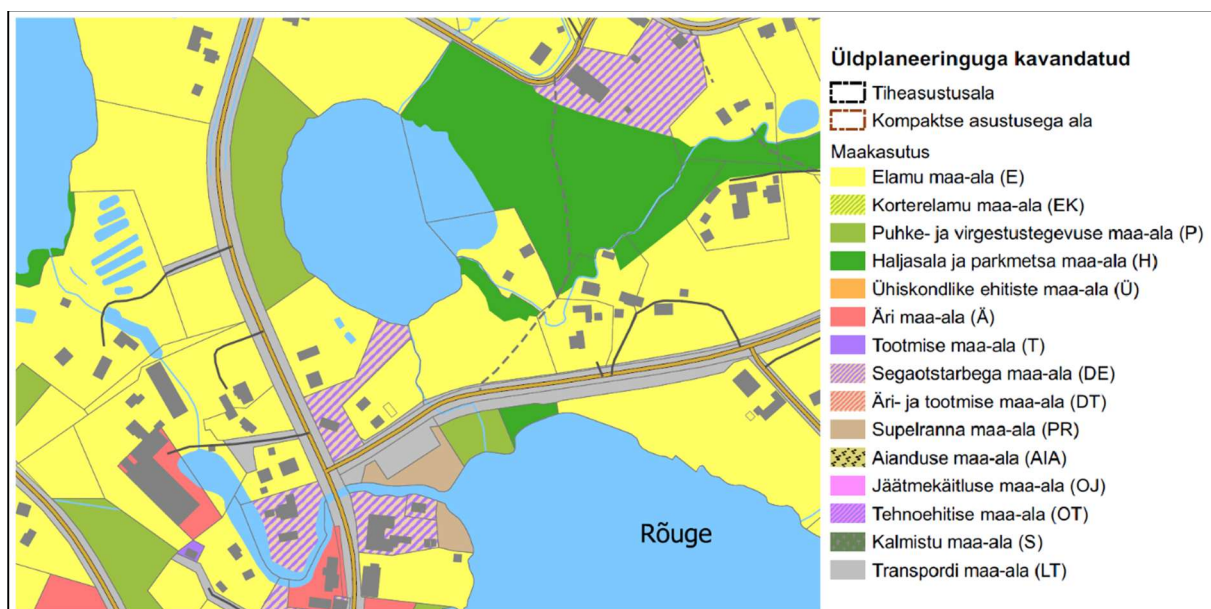 Üldplaneeringuga kavandatud
Tiheasustusala
Kompaktse asustusega ala
Maakasutus
Elamu maa-ala (E)
Korterelamu maa-ala (EK)
Puhke- ja virgestustegevuse maa-ala (P)
Haljasala ja parkmetsa maa-ala (H)
Ühiskondlike ehitiste maa-ala (Ü)
Äri maa-ala (Ä)
Tootmise maa-ala (T)
Segaotstarbega maa-ala (DE)
Äri- ja tootmise maa-ala (DT)
Supelranna maa-ala (PR)
Aianduse maa-ala (AIA)
Jäätmekäitluse maa-ala (OJ)
Tehnoehitise maa-ala (OT)
Kalmistu maa-ala (S)
Transpordi maa-ala (LT)
Rõuge